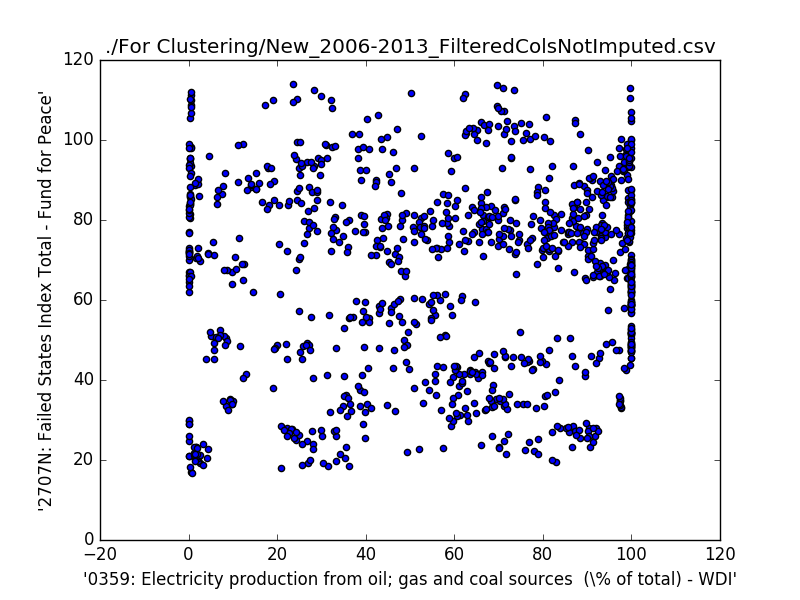 ./For Clustering/New_2006-2013_FilteredColsNotImputed.csv
120
100
80
60
40
20
0
'2707N: Failed States Index Total - Fund for Peace'
−20 0 20 40 60 80 100 120
'0359: Electricity production from oil; gas and coal sources (\% of total) - WDI'